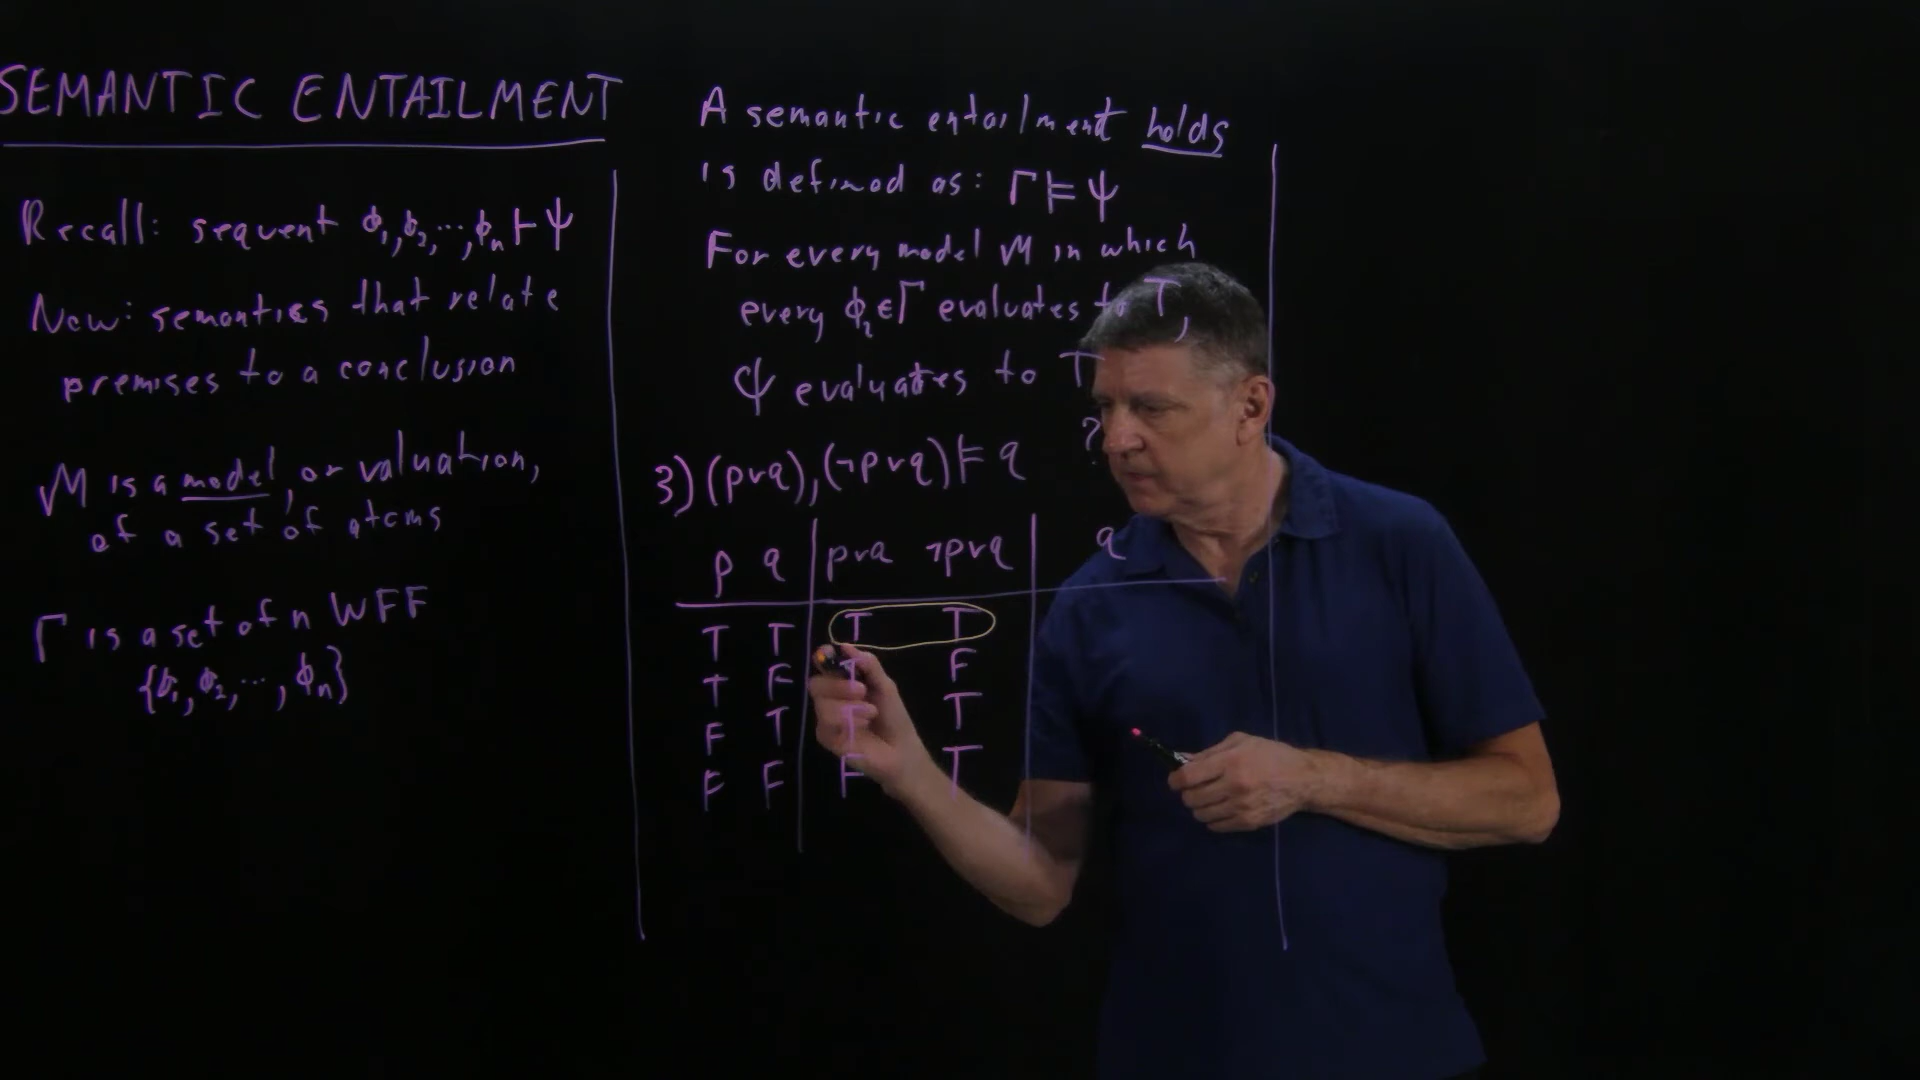 SEMANTIC ENTAILMENT
Recall: sequent ϕ₁,ϕ₂,...,ϕₙ ⊢ ψ
Now: semantics that relate
premises to a conclusion
M is a model, or valuation,
of a set of atoms
Γ is a set of n WFF
{ϕ₁,ϕ₂,...,ϕₙ}
A semantic entailment holds
is defined as: Γ ⊨ ψ
For every model M in which
every ϕᵢ ∈ Γ evaluates to T,
ψ evaluates to T
3) (p∨q),(¬p∨q) ⊨ q ?
p q p∨q ¬p∨q q
T T T T
T F T F
F T T T
F F F T